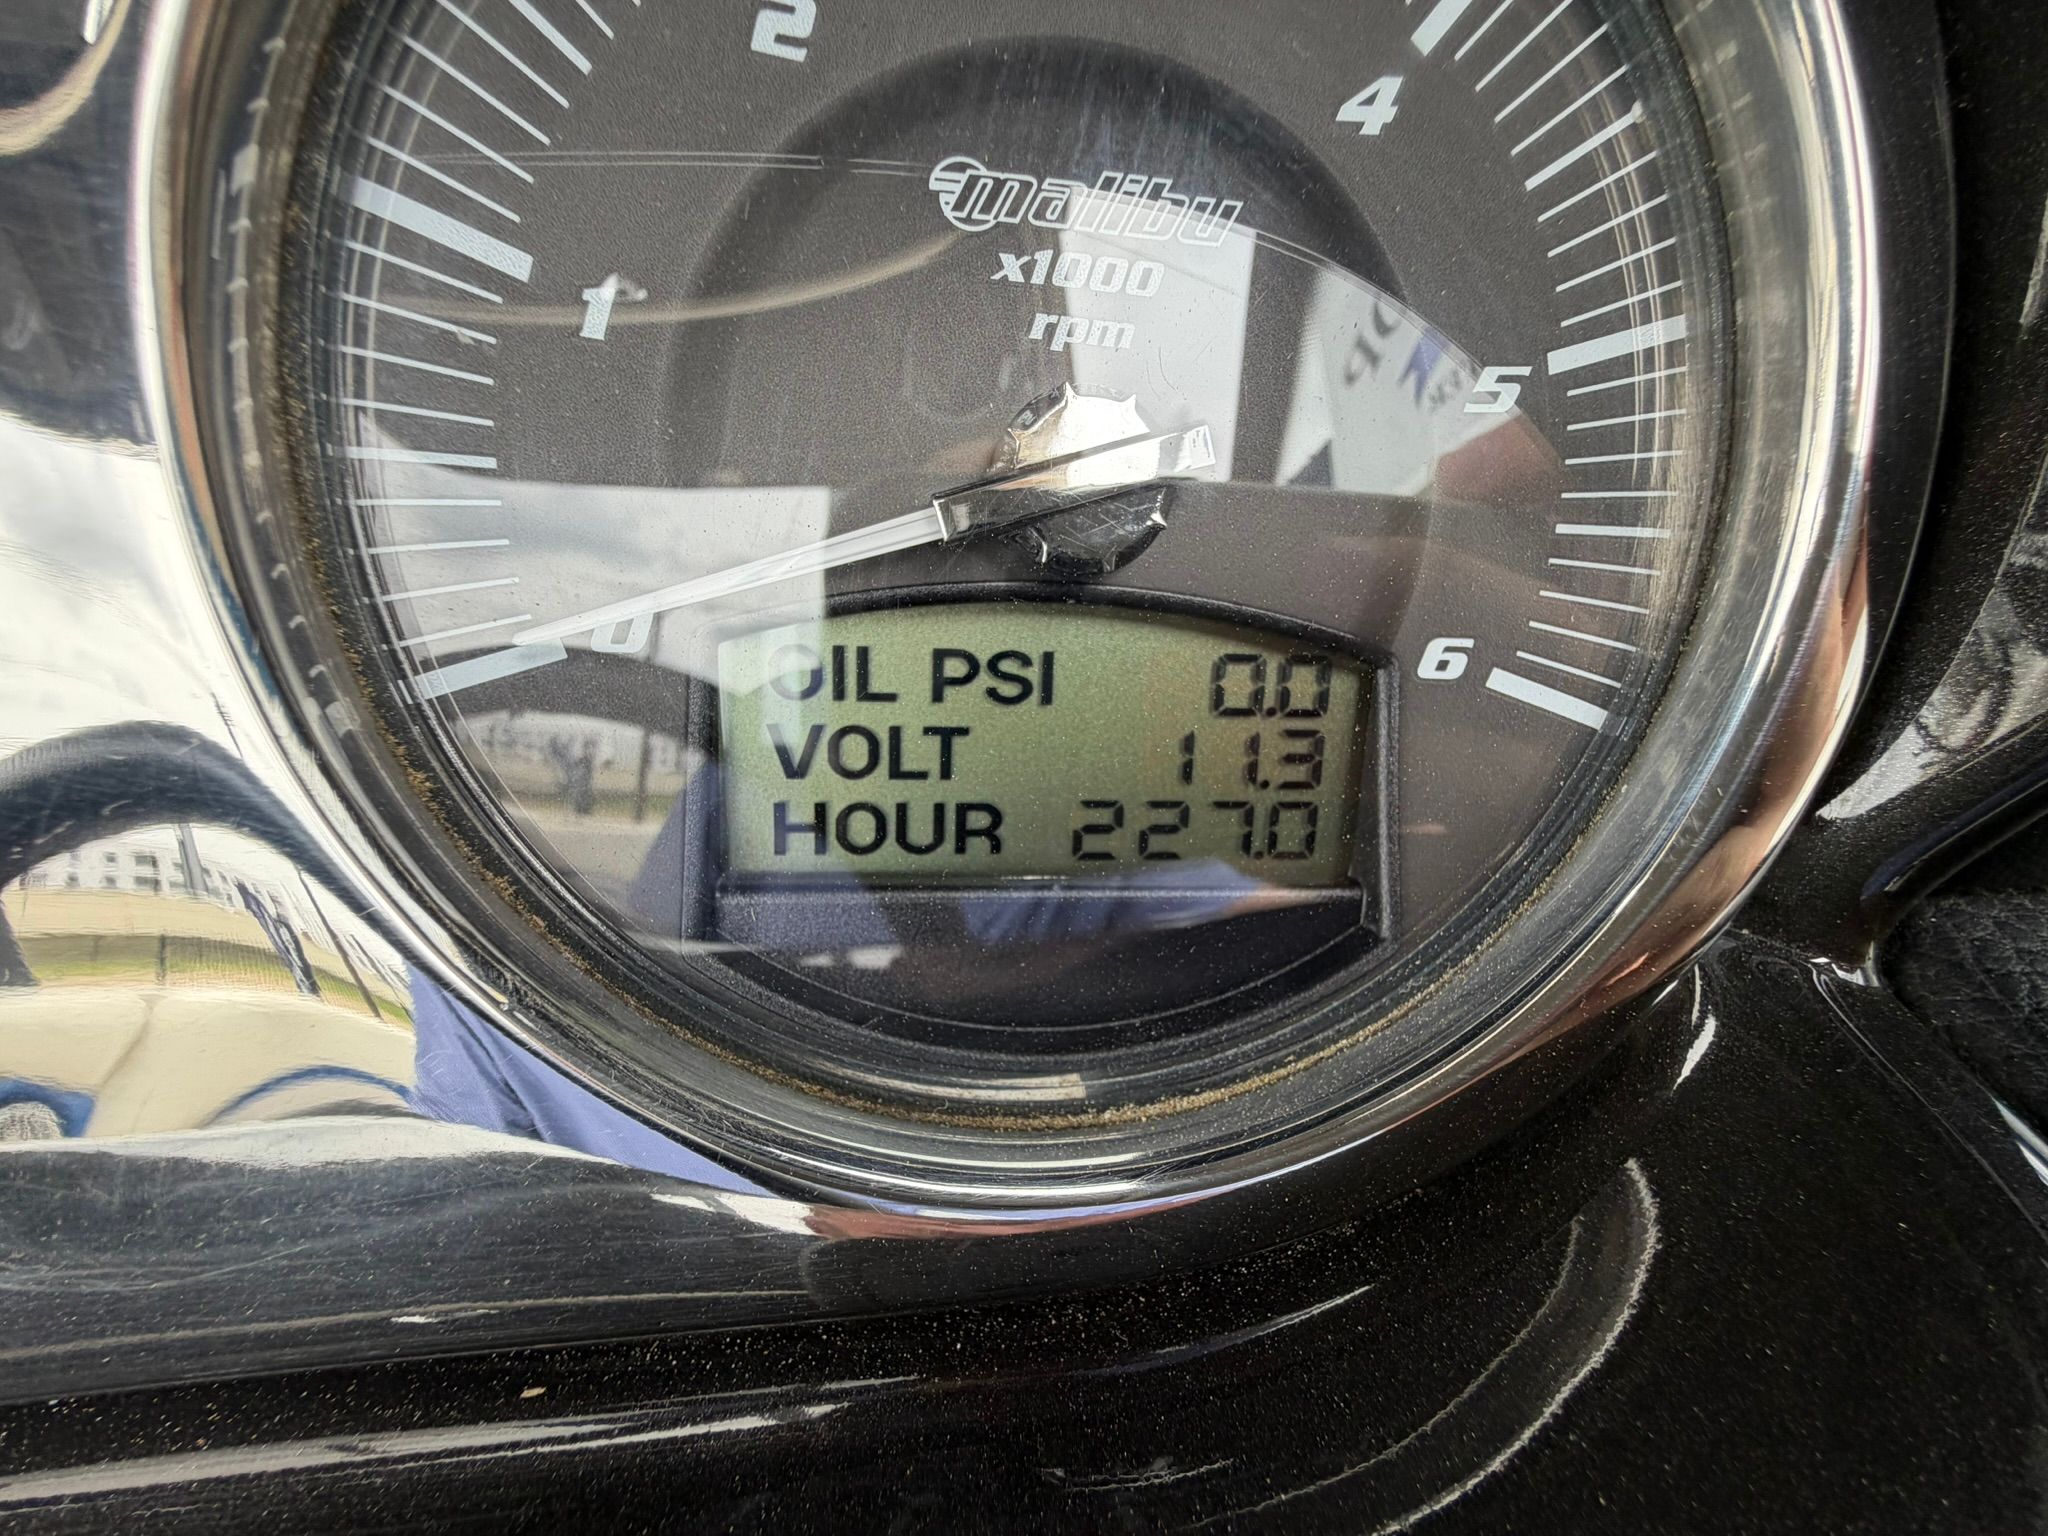 2
4
malibu
x1000
1
rpm
5
0
6
OIL PSI 0.0
VOLT 11.3
HOUR 227.0